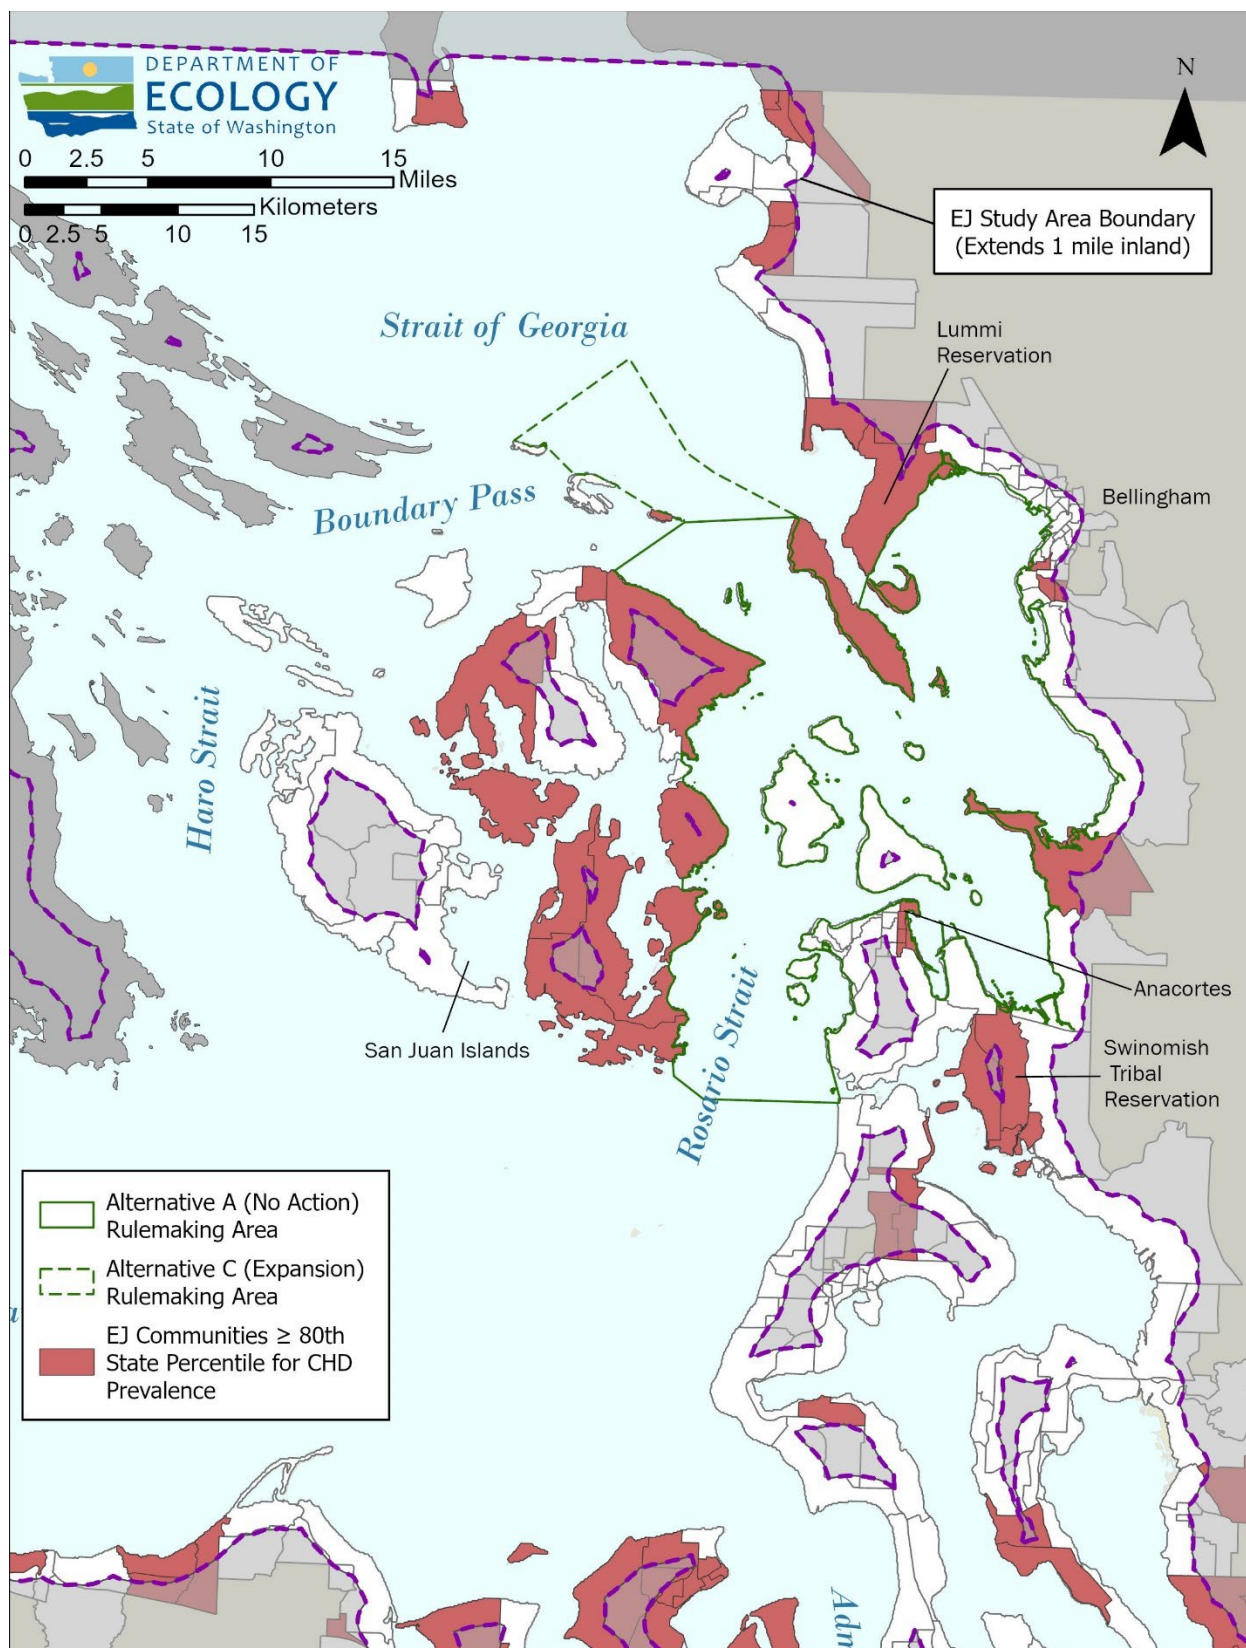 DEPARTMENT OF
ECOLOGY
State of Washington
0 2.5 5 10 15
Miles
Kilometers
0 2.5 5 10 15
N
EJ Study Area Boundary
(Extends 1 mile inland)
Strait of Georgia
Lummi
Reservation
Boundary Pass
Bellingham
Haro Strait
Rosario Strait
Anacortes
San Juan Islands
Swinomish
Tribal
Reservation
Alternative A (No Action)
Rulemaking Area
Alternative C (Expansion)
Rulemaking Area
EJ Communities ≥ 80th
State Percentile for CHD
Prevalence
a
Adm